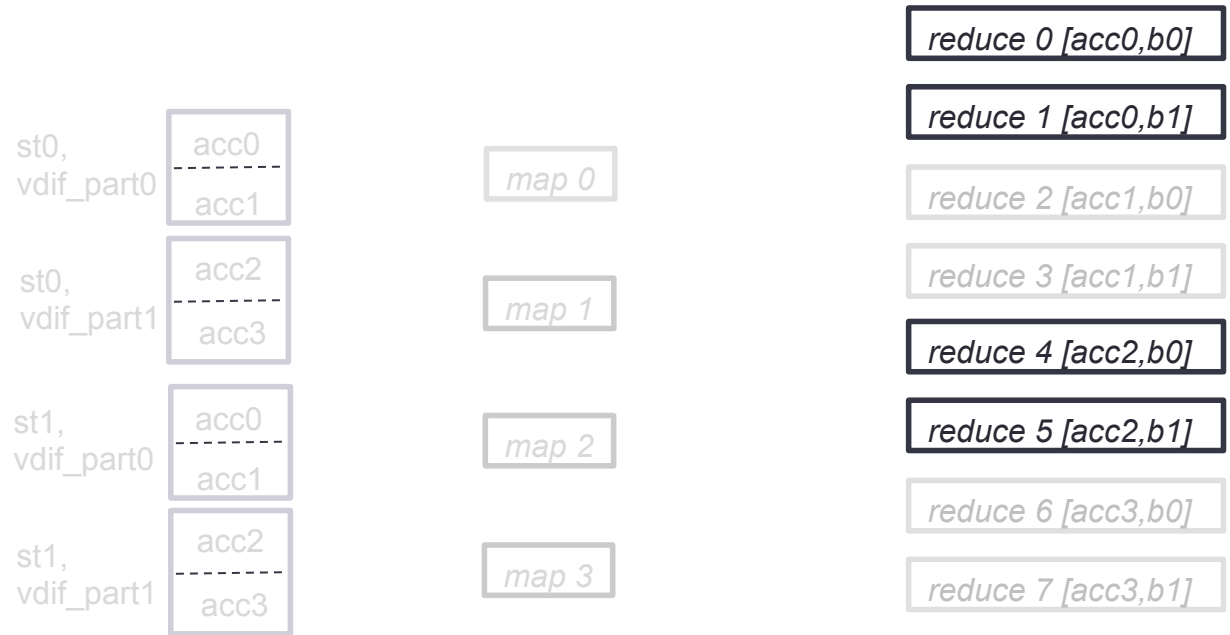 reduce 0 [acc0,b0]
reduce 1 [acc0,b1]
st0,
vdif_part0
acc0
acc1
map 0
reduce 2 [acc1,b0]
st0,
vdif_part1
acc2
acc3
map 1
reduce 3 [acc1,b1]
reduce 4 [acc2,b0]
st1,
vdif_part0
acc0
acc1
map 2
reduce 5 [acc2,b1]
reduce 6 [acc3,b0]
st1,
vdif_part1
acc2
acc3
map 3
reduce 7 [acc3,b1]